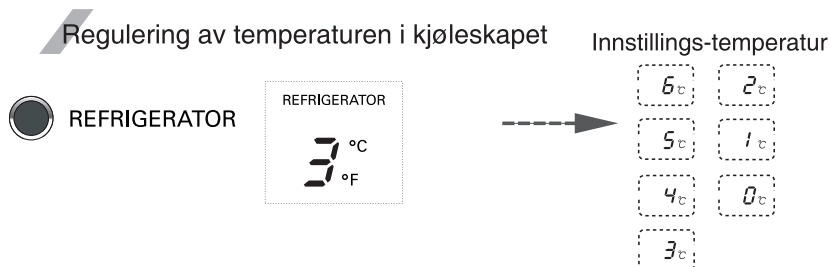 Regulering av temperaturen i kjøleskapet
Innstillings-temperatur
REFRIGERATOR
REFRIGERATOR
3 °C
°F
6 °C
5 °C
4 °C
3 °C
2 °C
1 °C
0 °C